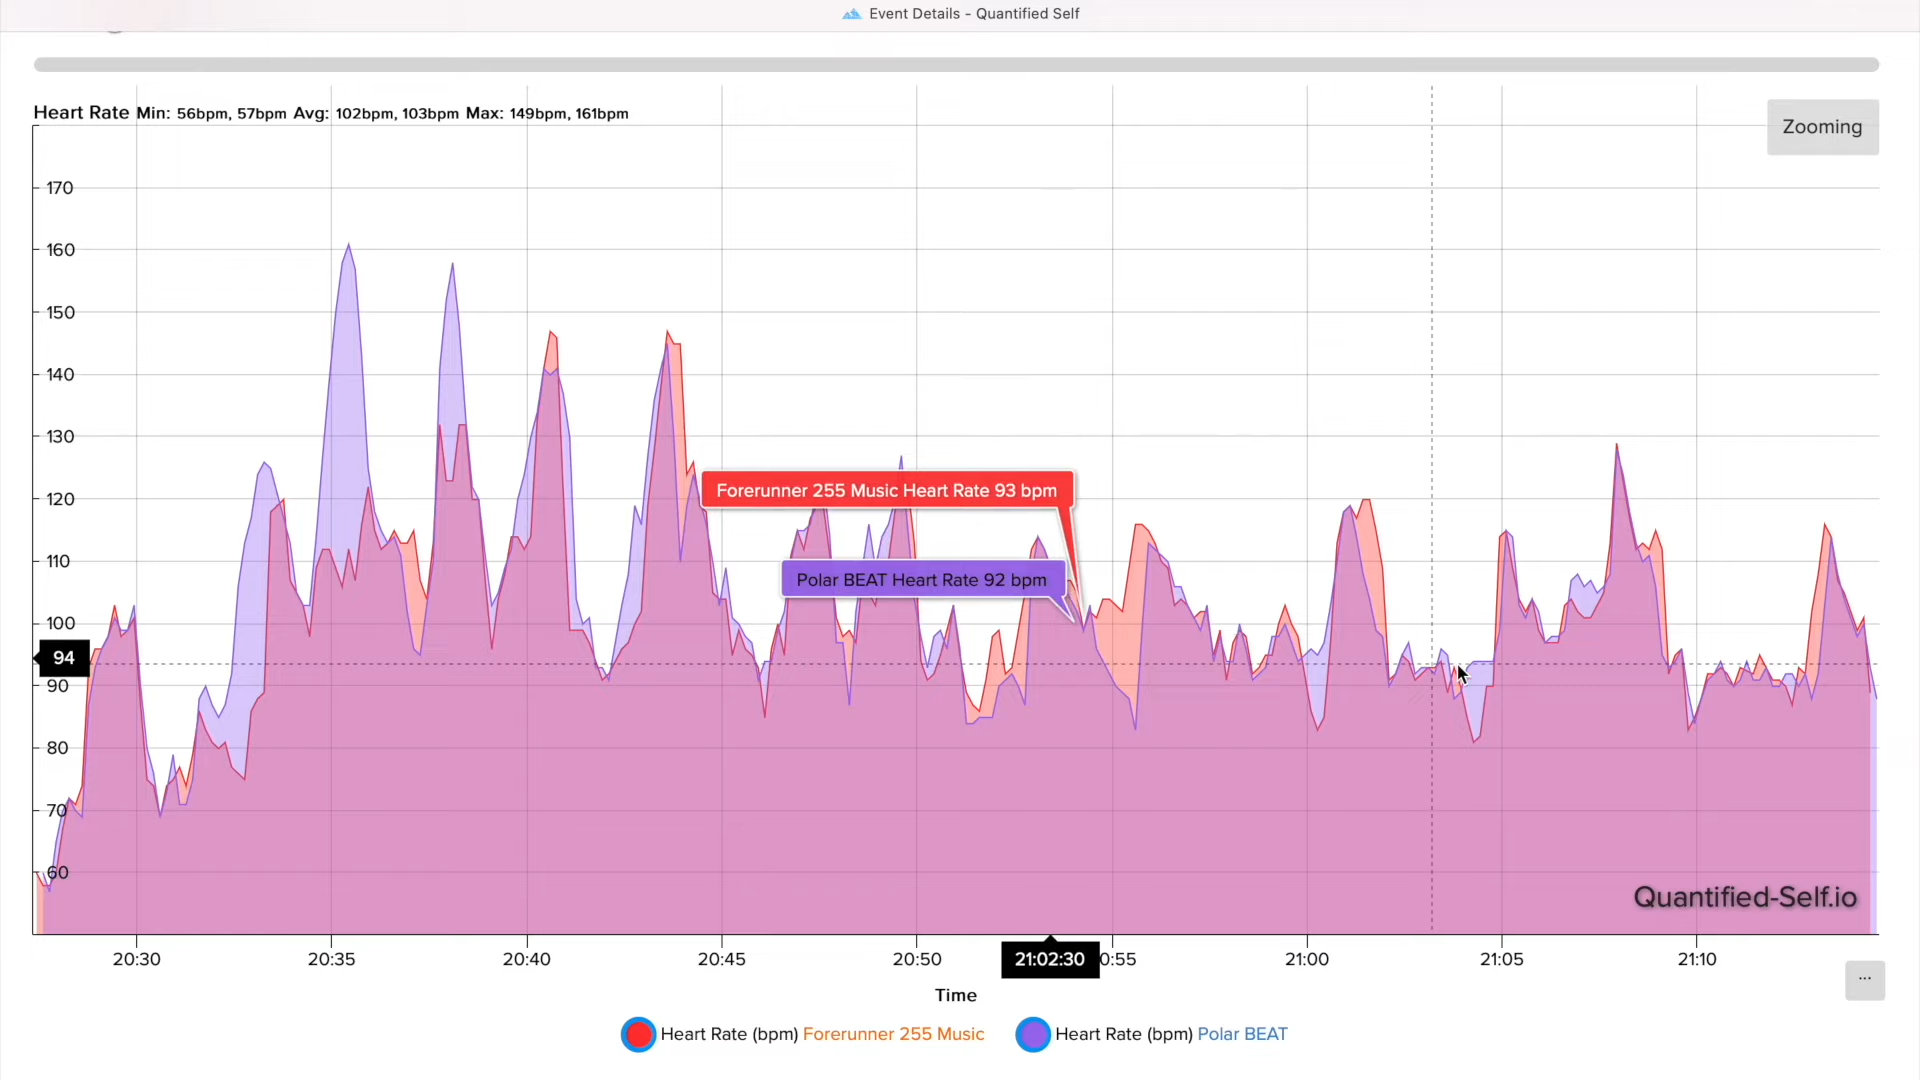 Event Details - Quantified Self
Heart Rate Min: 56bpm, 57bpm Avg: 102bpm, 103bpm Max: 149bpm, 161bpm
Zooming
170
160
150
140
130
120
Forerunner 255 Music Heart Rate 93 bpm
110
Polar BEAT Heart Rate 92 bpm
100
94
90
80
70
60
Quantified-Self.io
20:30 20:35 20:40 20:45 20:50 21:02:30 0:55 21:00 21:05 21:10
...
Time
Heart Rate (bpm) Forerunner 255 Music Heart Rate (bpm) Polar BEAT